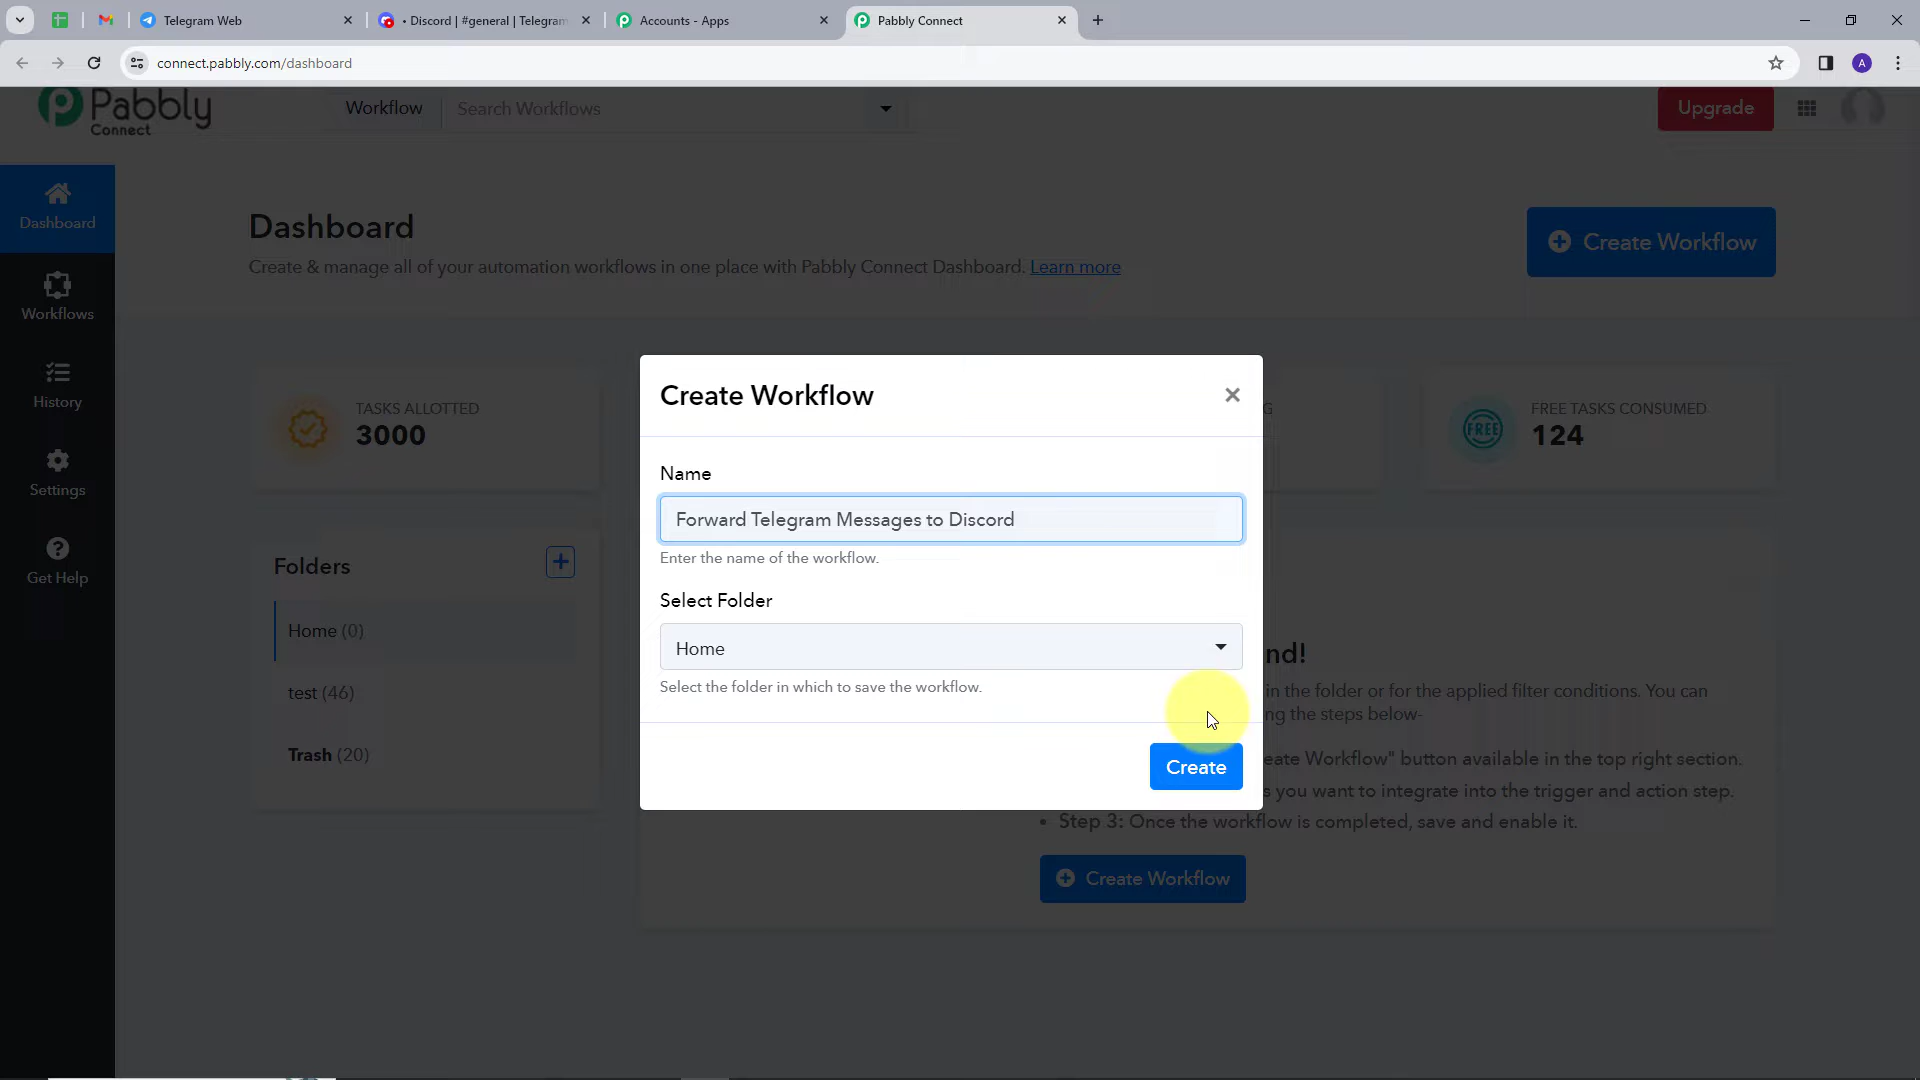 Telegram Web
• Discord | #general | Telegram
Accounts - Apps
Pabbly Connect
connect.pabbly.com/dashboard
A
Pabbly
Connect
Workflow
Search Workflows
Upgrade
Dashboard
Workflows
History
Settings
Get Help
Dashboard
Create & manage all of your automation workflows in one place with Pabbly Connect Dashboard. Learn more
Create Workflow
TASKS ALLOTTED
3000
G
FREE
FREE TASKS CONSUMED
124
Folders
Home (0)
test (46)
Trash (20)
Create Workflow
Name
Forward Telegram Messages to Discord
Enter the name of the workflow.
Select Folder
Home
Select the folder in which to save the workflow.
Create
nd!
in the folder or for the applied filter conditions. You can
ng the steps below-
eate Workflow" button available in the top right section.
s you want to integrate into the trigger and action step.
• Step 3: Once the workflow is completed, save and enable it.
Create Workflow